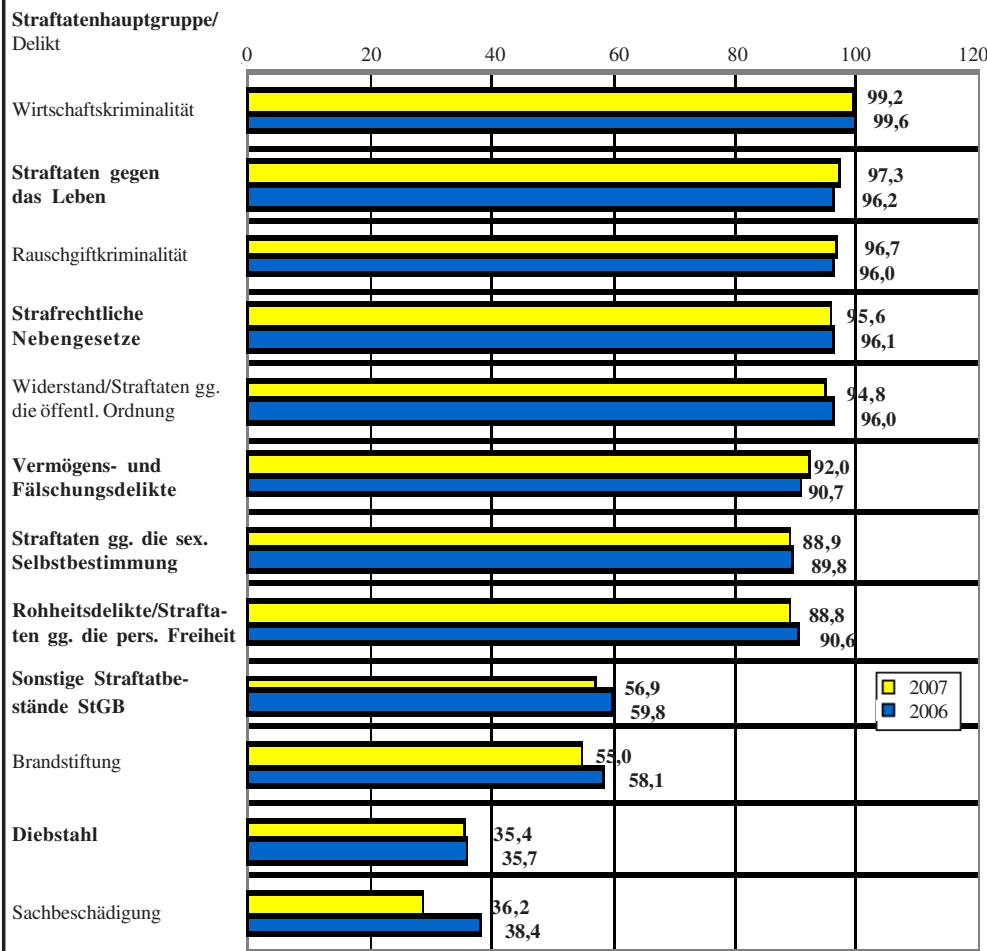 Straftatenhauptgruppe/
Delikt
0 20 40 60 80 100 120
Wirtschaftskriminalität
99,2
99,6
Straftaten gegen
das Leben
97,3
96,2
Rauschgiftkriminalität
96,7
96,0
Strafrechtliche
Nebengesetze
95,6
96,1
Widerstand/Straftaten gg.
die öffentl. Ordnung
94,8
96,0
Vermögens- und
Fälschungsdelikte
92,0
90,7
Straftaten gg. die sex.
Selbstbestimmung
88,9
89,8
Rohheitsdelikte/Strafta-
ten gg. die pers. Freiheit
88,8
90,6
Sonstige Straftatbe-
stände StGB
56,9
59,8
2007
2006
Brandstiftung
55,0
58,1
Diebstahl
35,4
35,7
Sachbeschädigung
36,2
38,4